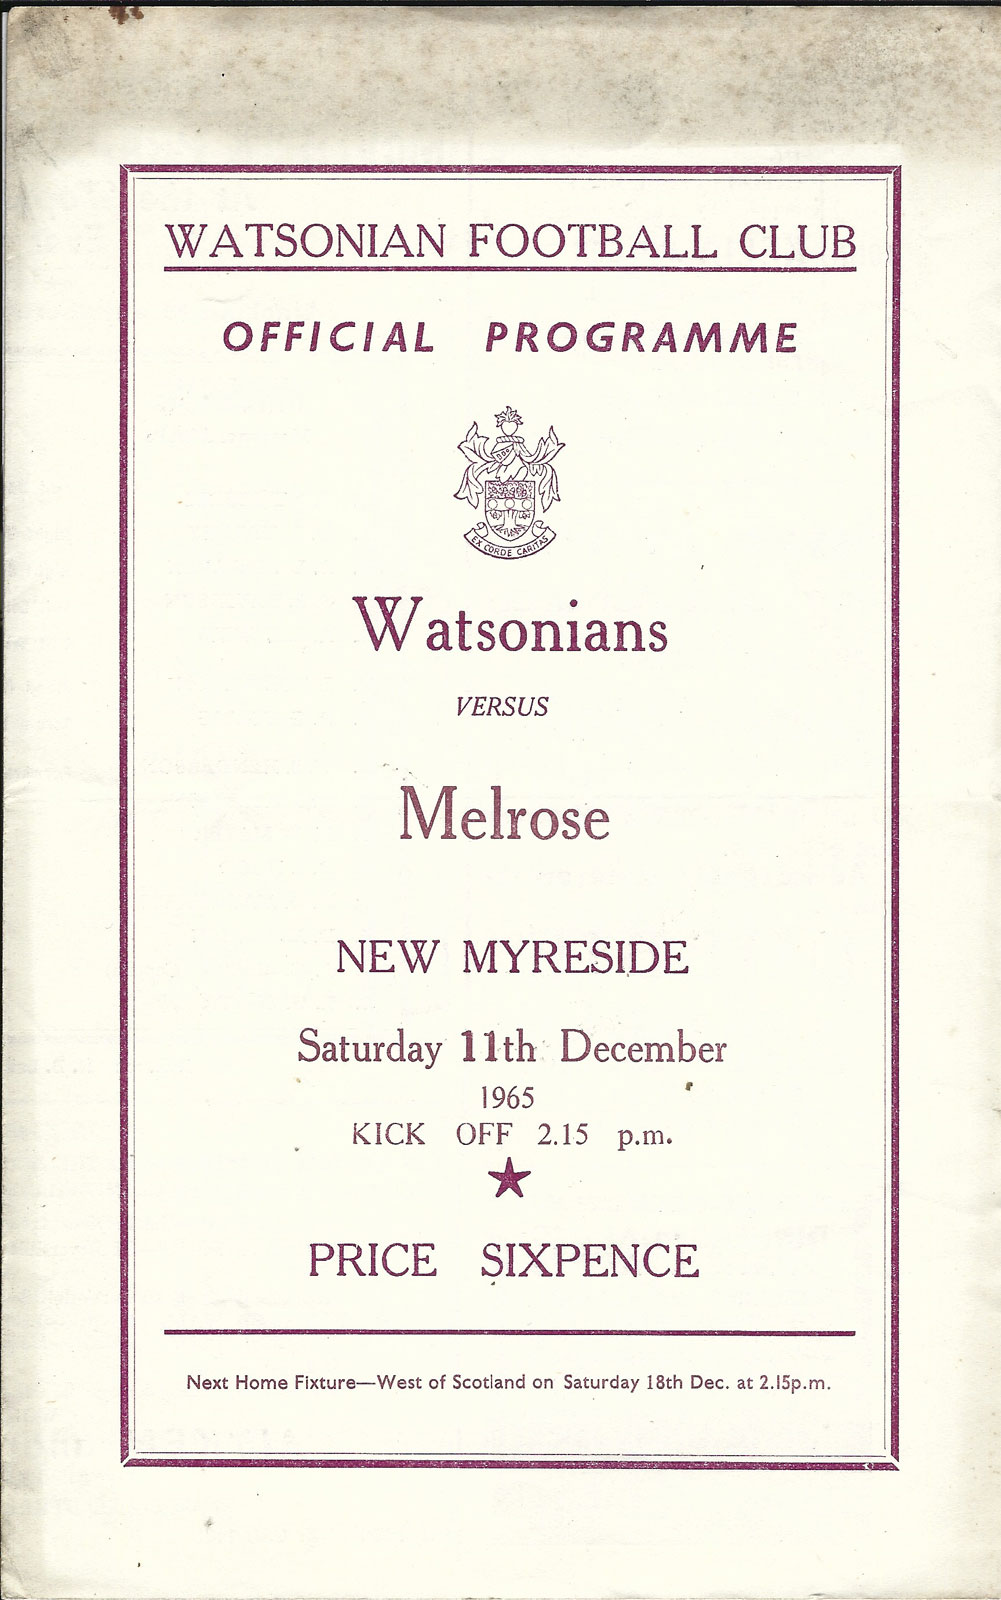 WATSONIAN FOOTBALL CLUB
OFFICIAL PROGRAMME
EX CORDE CARITAS
Watsonians
VERSUS
Melrose
NEW MYRESIDE
Saturday 11th December
1965
KICK OFF 2.15 p.m.
PRICE SIXPENCE
Next Home Fixture—West of Scotland on Saturday 18th Dec. at 2.15p.m.